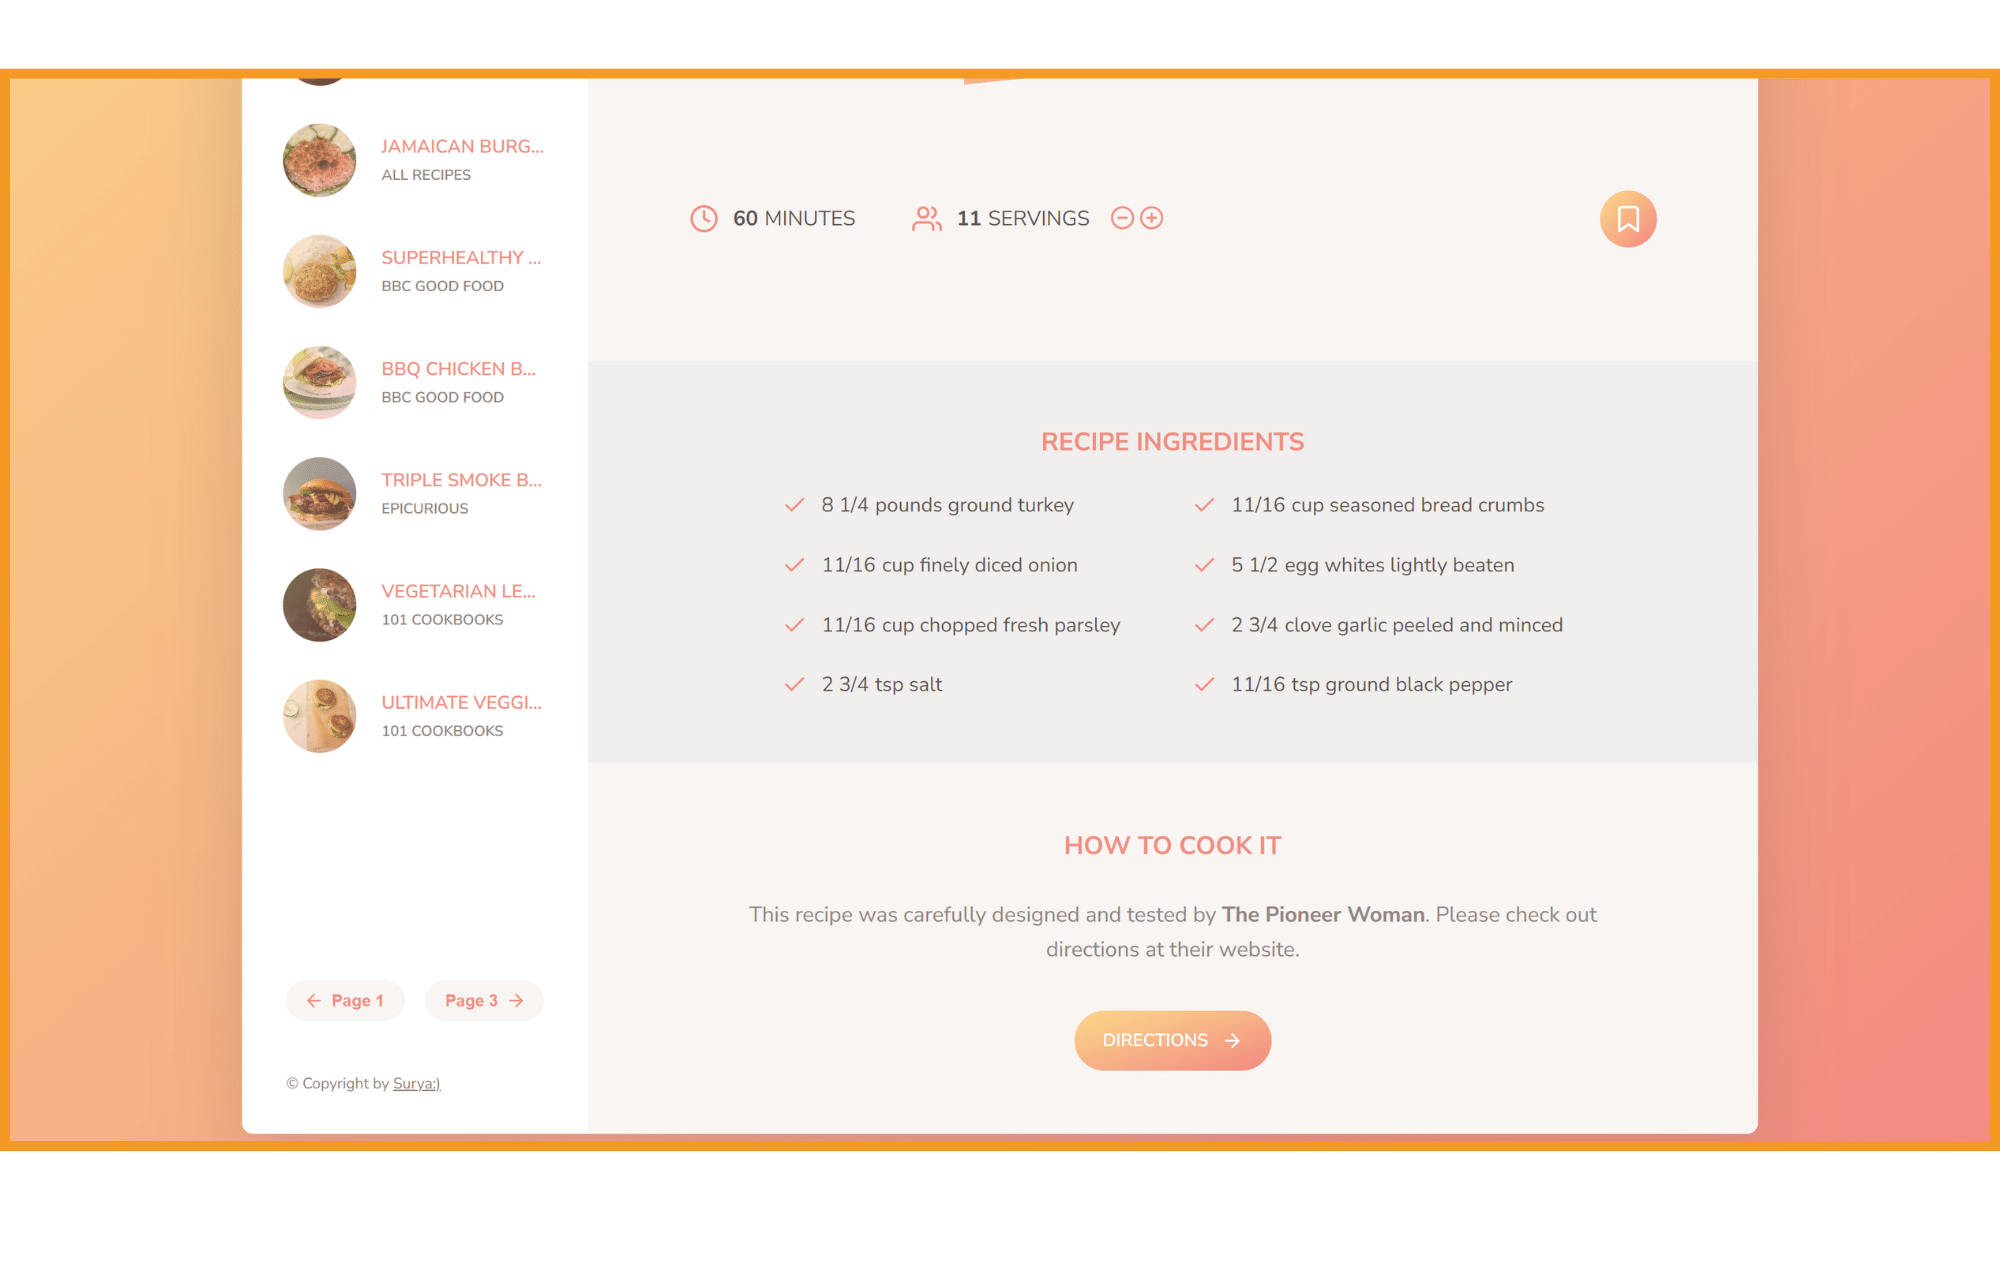 JAMAICAN BURG...
ALL RECIPES
SUPERHEALTHY ...
BBC GOOD FOOD
BBQ CHICKEN B...
BBC GOOD FOOD
TRIPLE SMOKE B...
EPICURIOUS
VEGETARIAN LE...
101 COOKBOOKS
ULTIMATE VEGGI...
101 COOKBOOKS
Page 1
Page 3
© Copyright by Surya:)
60 MINUTES
11 SERVINGS
RECIPE INGREDIENTS
8 1/4 pounds ground turkey
11/16 cup seasoned bread crumbs
11/16 cup finely diced onion
5 1/2 egg whites lightly beaten
11/16 cup chopped fresh parsley
2 3/4 clove garlic peeled and minced
2 3/4 tsp salt
11/16 tsp ground black pepper
HOW TO COOK IT
This recipe was carefully designed and tested by The Pioneer Woman. Please check out
directions at their website.
DIRECTIONS